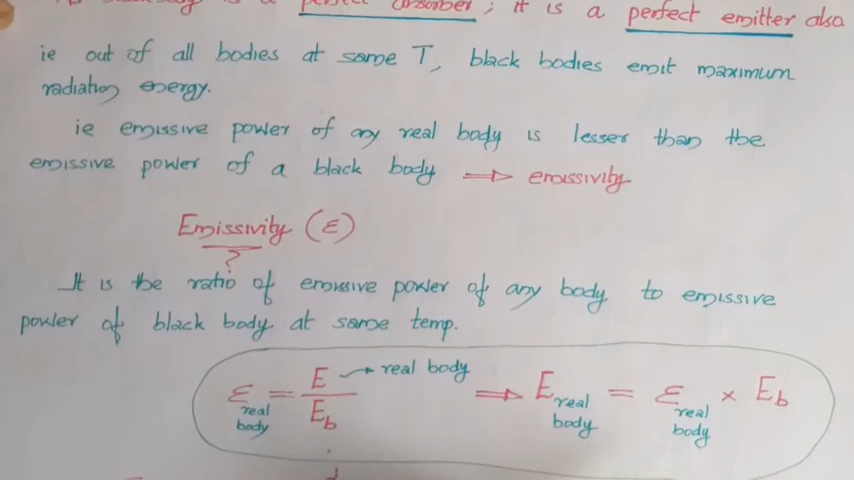 is a perfect absorber; it is a perfect emitter also
ie out of all bodies at same T, black bodies emit maximum
radiation energy.
ie emissive power of any real body is lesser than the
emissive power of a black body ⟹ emissivity
Emissivity (ε)
?
It is the ratio of emissive power of any body to emissive
power of black body at same temp.
ε real body = E / E_b → real body ⟹ E real body = ε real body × E_b